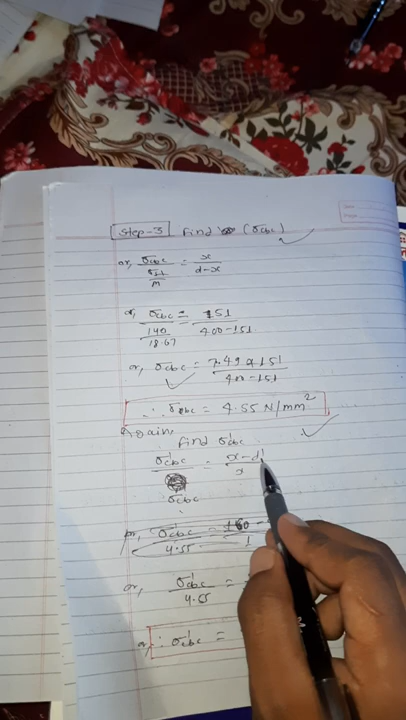 Step-3 Find (σcbc)
or, σcbc / (σst / m) = x / d-x
or, σcbc / (140 / 18.67) = 151 / 400-151
or, σcbc = 7.49 x 151 / 400-151
∴ σcbc = 4.55 N/mm²
Again,
Find σ'cbc
σ'cbc / σcbc = x-d' / x
or, σ'cbc / 4.55 =
or, σ'cbc / 4.55 =
∴ σ'cbc =